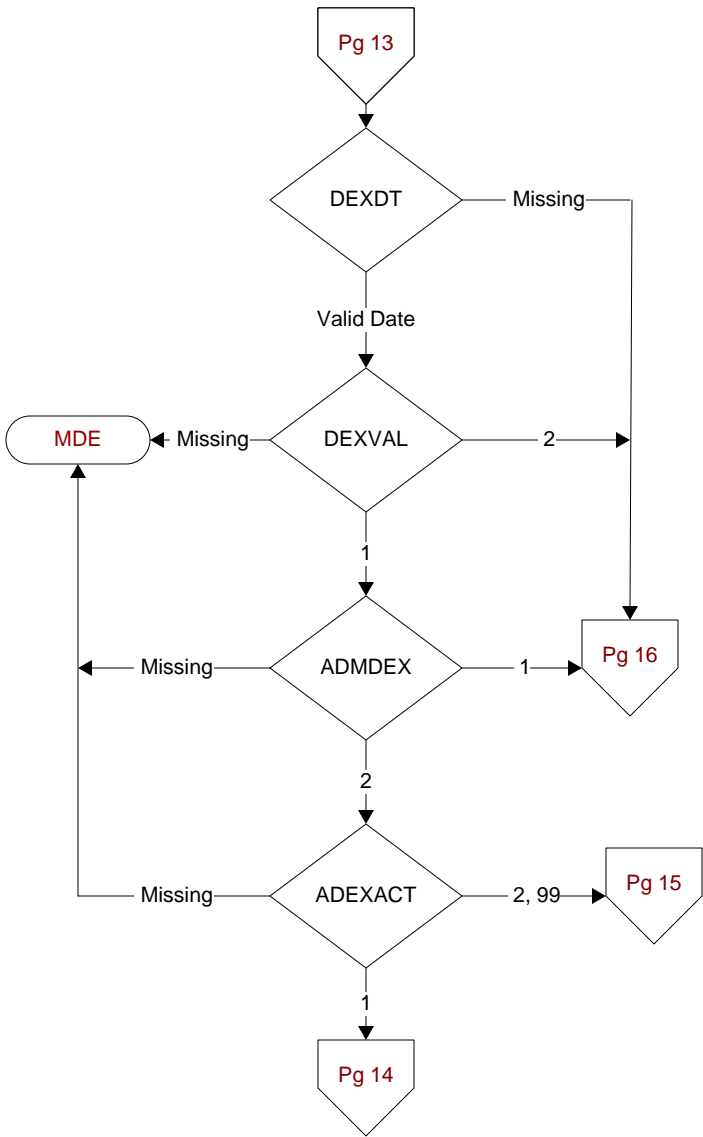 Pg 13
DEXDT
Missing
Valid Date
MDE
Missing
DEXVAL
2
1
Missing
ADMDEX
1
Pg 16
2
Missing
ADEXACT
2, 99
Pg 15
1
Pg 14